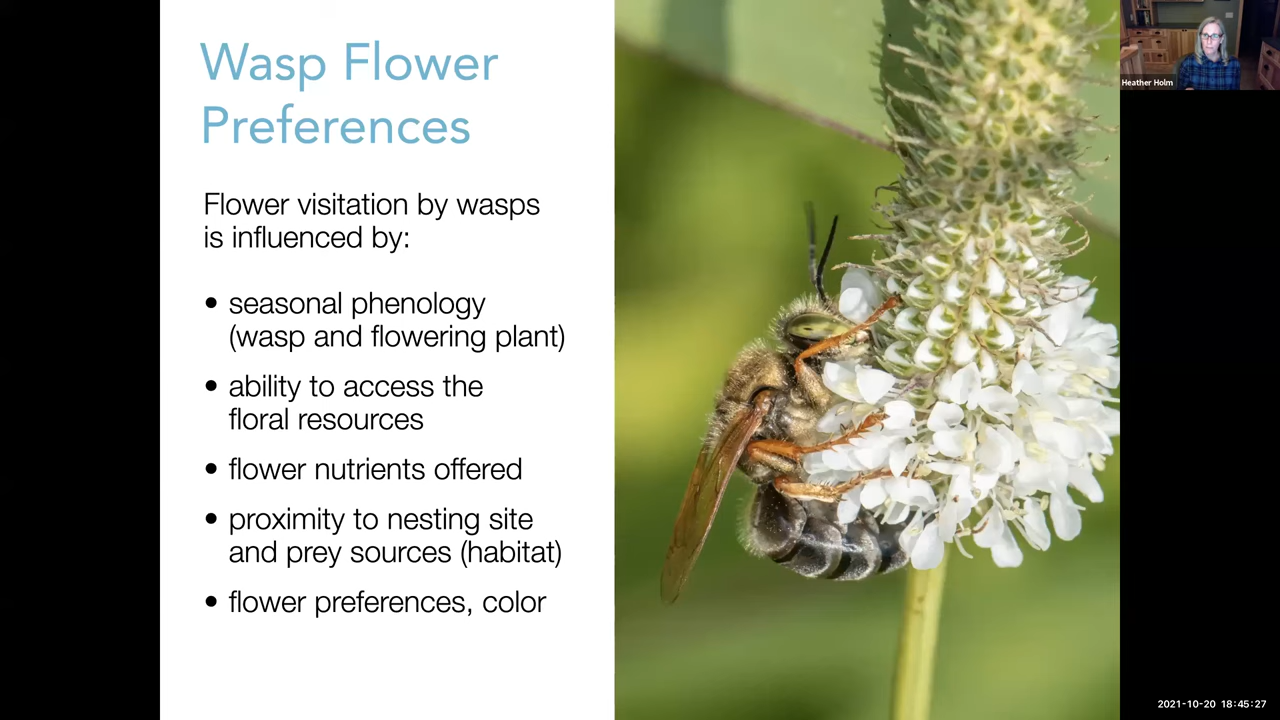 Wasp Flower
Preferences
Flower visitation by wasps
is influenced by:
• seasonal phenology
(wasp and flowering plant)
• ability to access the
floral resources
• flower nutrients offered
• proximity to nesting site
and prey sources (habitat)
• flower preferences, color
Heather Holm
2021-10-20 18:45:27